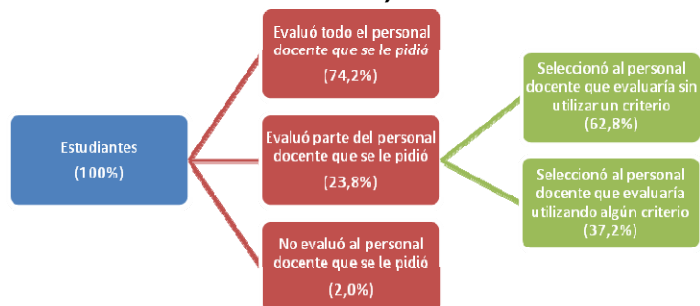 Evaluó todo el personal
docente que se le pidió
(74,2%)
Estudiantes
(100%)
Evaluó parte del personal
docente que se le pidió
(23,8%)
No evaluó al personal
docente que se le pidió
(2,0%)
Seleccionó al personal
docente que evaluaría sin
utilizar un criterio
(62,8%)
Seleccionó al personal
docente que evaluaría
utilizando algún criterio
(37,2%)